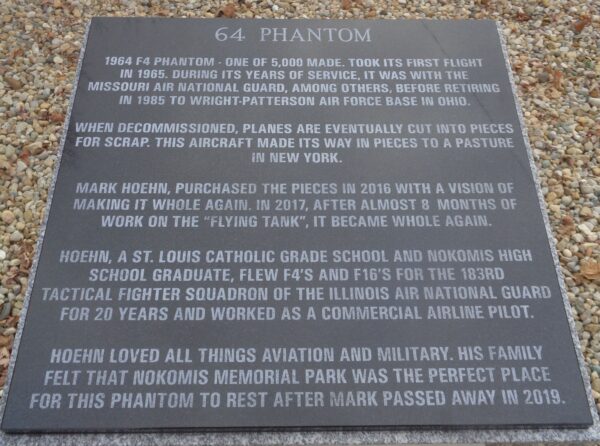 64 PHANTOM
1964 F4 PHANTOM - ONE OF 5,000 MADE. TOOK ITS FIRST FLIGHT
IN 1965. DURING ITS YEARS OF SERVICE, IT WAS WITH THE
MISSOURI AIR NATIONAL GUARD, AMONG OTHERS, BEFORE RETIRING
IN 1985 TO WRIGHT-PATTERSON AIR FORCE BASE IN OHIO.
WHEN DECOMMISSIONED, PLANES ARE EVENTUALLY CUT INTO PIECES
FOR SCRAP. THIS AIRCRAFT MADE ITS WAY IN PIECES TO A PASTURE
IN NEW YORK.
MARK HOEHN, PURCHASED THE PIECES IN 2016 WITH A VISION OF
MAKING IT WHOLE AGAIN. IN 2017, AFTER ALMOST 8 MONTHS OF
WORK ON THE “FLYING TANK”, IT BECAME WHOLE AGAIN.
HOEHN, A ST. LOUIS CATHOLIC GRADE SCHOOL AND NOKOMIS HIGH
SCHOOL GRADUATE, FLEW F4'S AND F16'S FOR THE 183RD
TACTICAL FIGHTER SQUADRON OF THE ILLINOIS AIR NATIONAL GUARD
FOR 20 YEARS AND WORKED AS A COMMERCIAL AIRLINE PILOT.
HOEHN LOVED ALL THINGS AVIATION AND MILITARY. HIS FAMILY
FELT THAT NOKOMIS MEMORIAL PARK WAS THE PERFECT PLACE
FOR THIS PHANTOM TO REST AFTER MARK PASSED AWAY IN 2019.